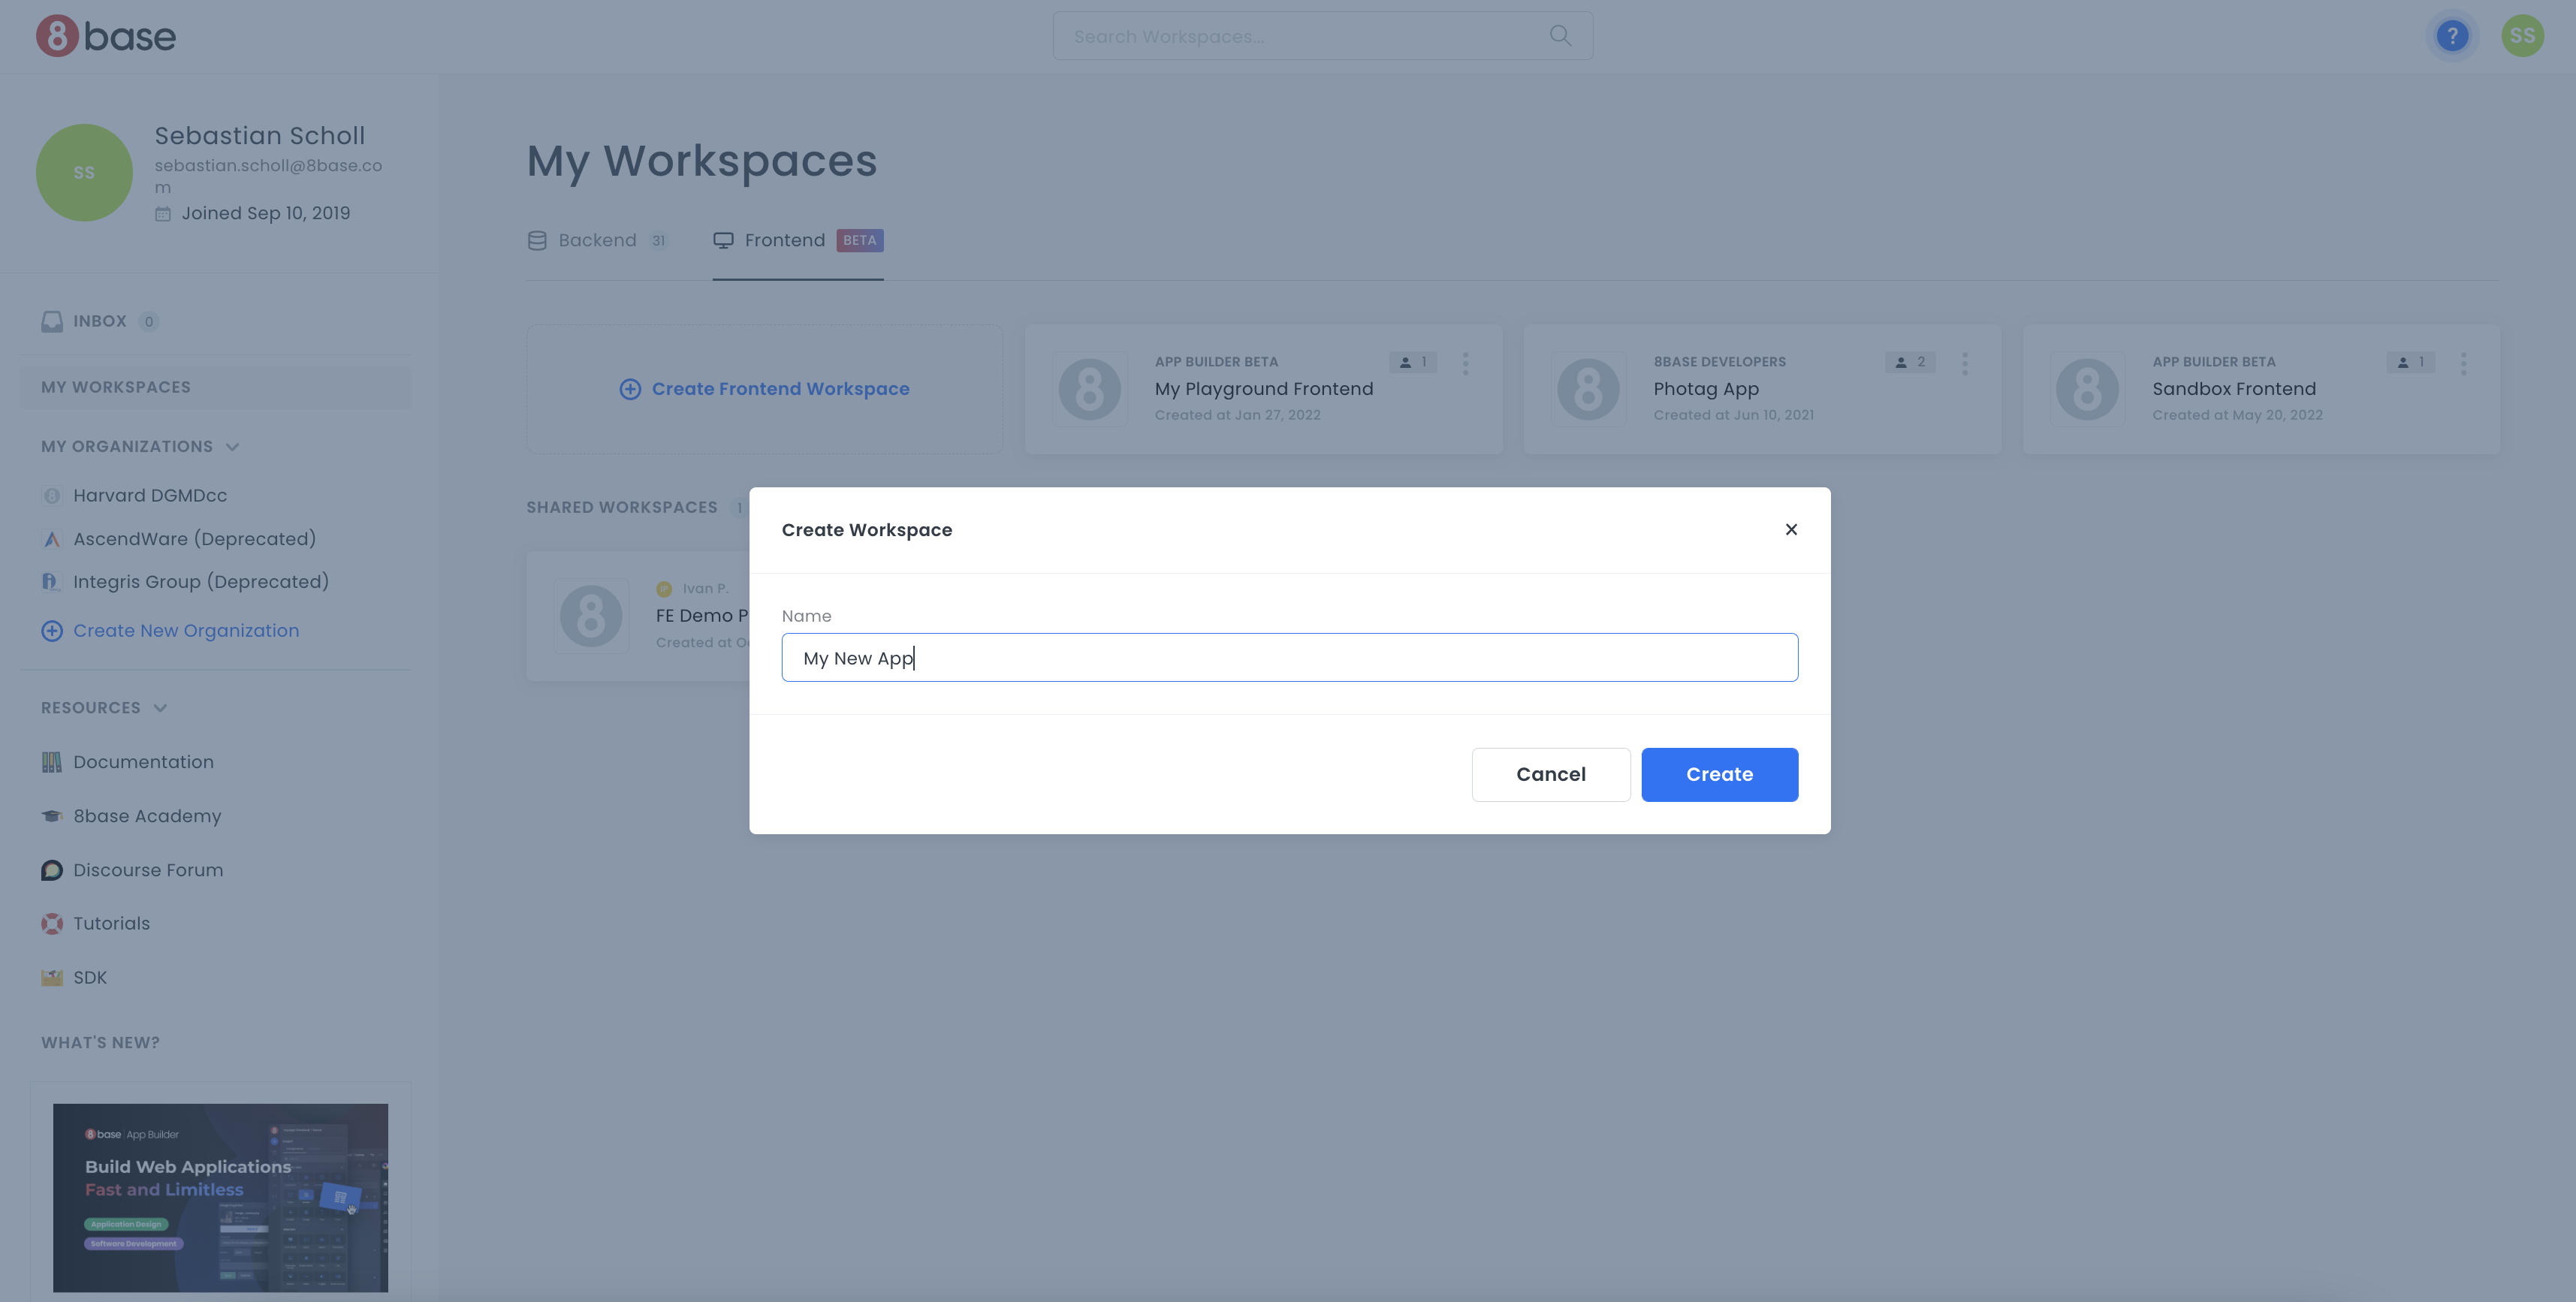 8base
Search Workspaces...
?
SS
SS
Sebastian Scholl
sebastian.scholl@8base.co
m
Joined Sep 10, 2019
INBOX 0
MY WORKSPACES
MY ORGANIZATIONS
Harvard DGMDcc
AscendWare (Deprecated)
Integris Group (Deprecated)
Create New Organization
RESOURCES
Documentation
8base Academy
Discourse Forum
Tutorials
SDK
WHAT'S NEW?
8base App Builder
Build Web Applications
Fast and Limitless
Application Design
Software Development
My Workspaces
Backend 31
Frontend BETA
Create Frontend Workspace
APP BUILDER BETA 1
My Playground Frontend
Created at Jan 27, 2022
8BASE DEVELOPERS 2
Photag App
Created at Jun 10, 2021
APP BUILDER BETA 1
Sandbox Frontend
Created at May 20, 2022
SHARED WORKSPACES 1
Ivan P.
FE Demo P
Created at O
Create Workspace
Name
My New App
Cancel
Create